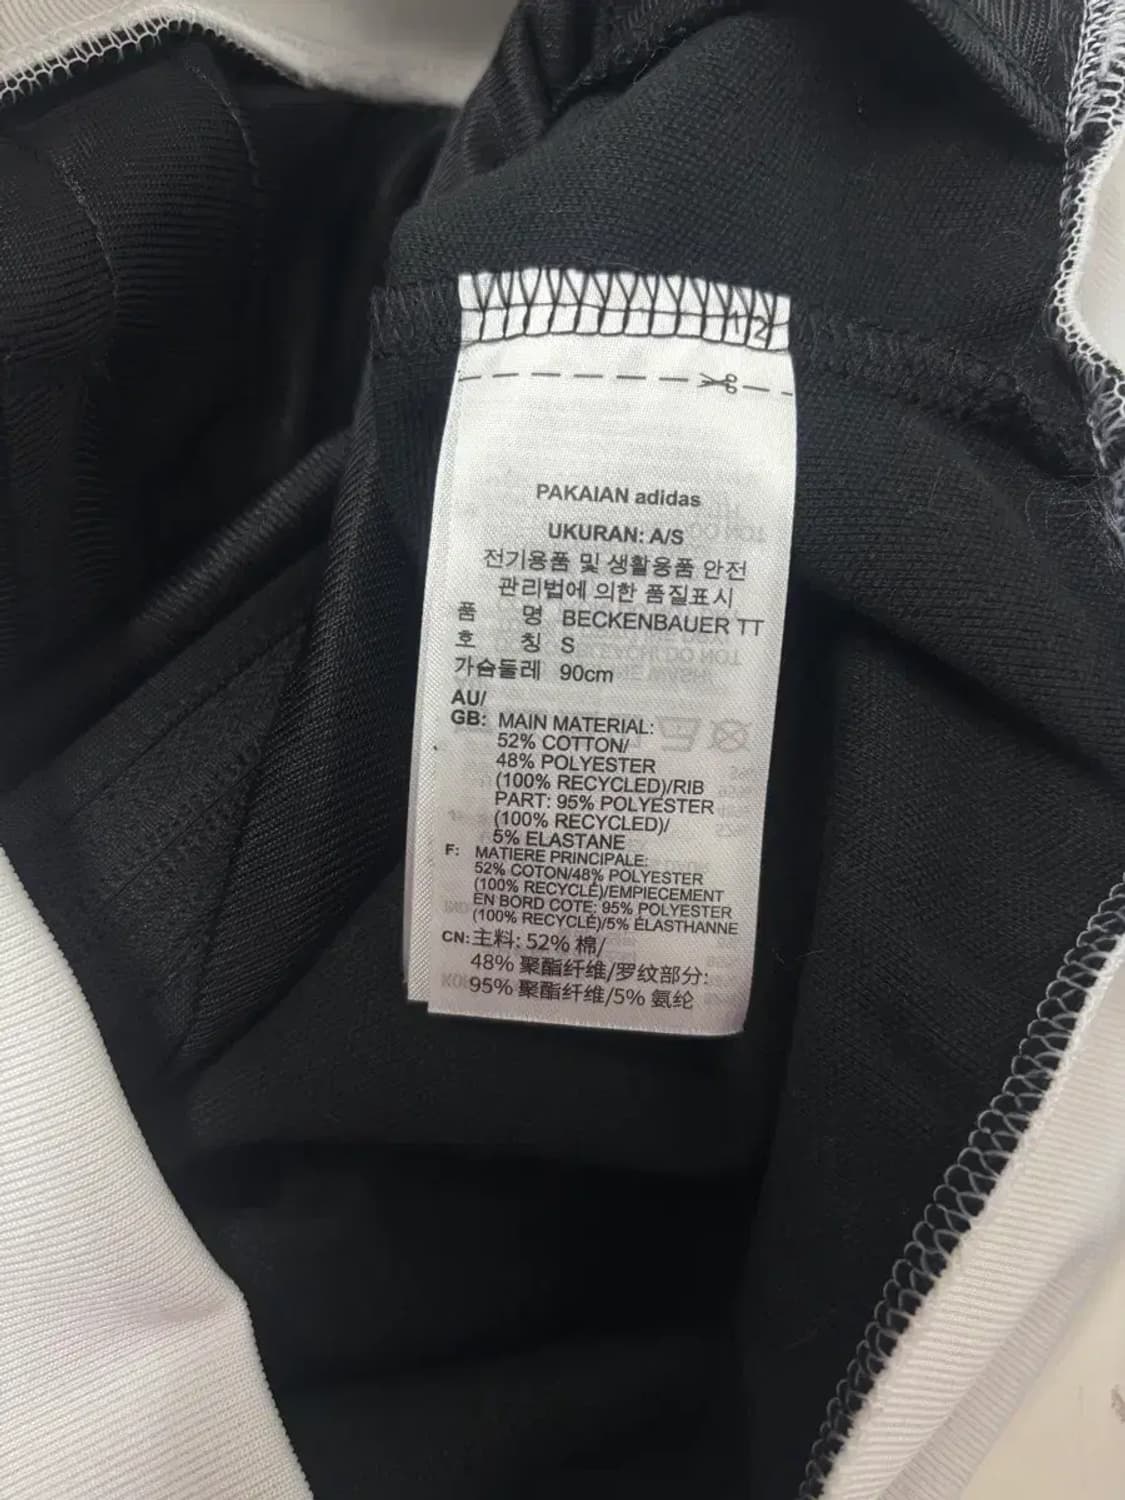 12
PAKAIAN adidas
UKURAN: A/S
전기용품 및 생활용품 안전
관리법에 의한 품질표시
품 명 BECKENBAUER TT
호 칭 S
가슴둘레 90cm
AU/
GB: MAIN MATERIAL:
52% COTTON/
48% POLYESTER
(100% RECYCLED)/RIB
PART: 95% POLYESTER
(100% RECYCLED)/
5% ELASTANE
F: MATIERE PRINCIPALE:
52% COTON/48% POLYESTER
(100% RECYCLÉ)/EMPIECEMENT
EN BORD COTE: 95% POLYESTER
(100% RECYCLÉ)/5% ÉLASTHANNE
CN: 主料: 52% 棉/
48% 聚酯纤维/罗纹部分:
95% 聚酯纤维/5% 氨纶